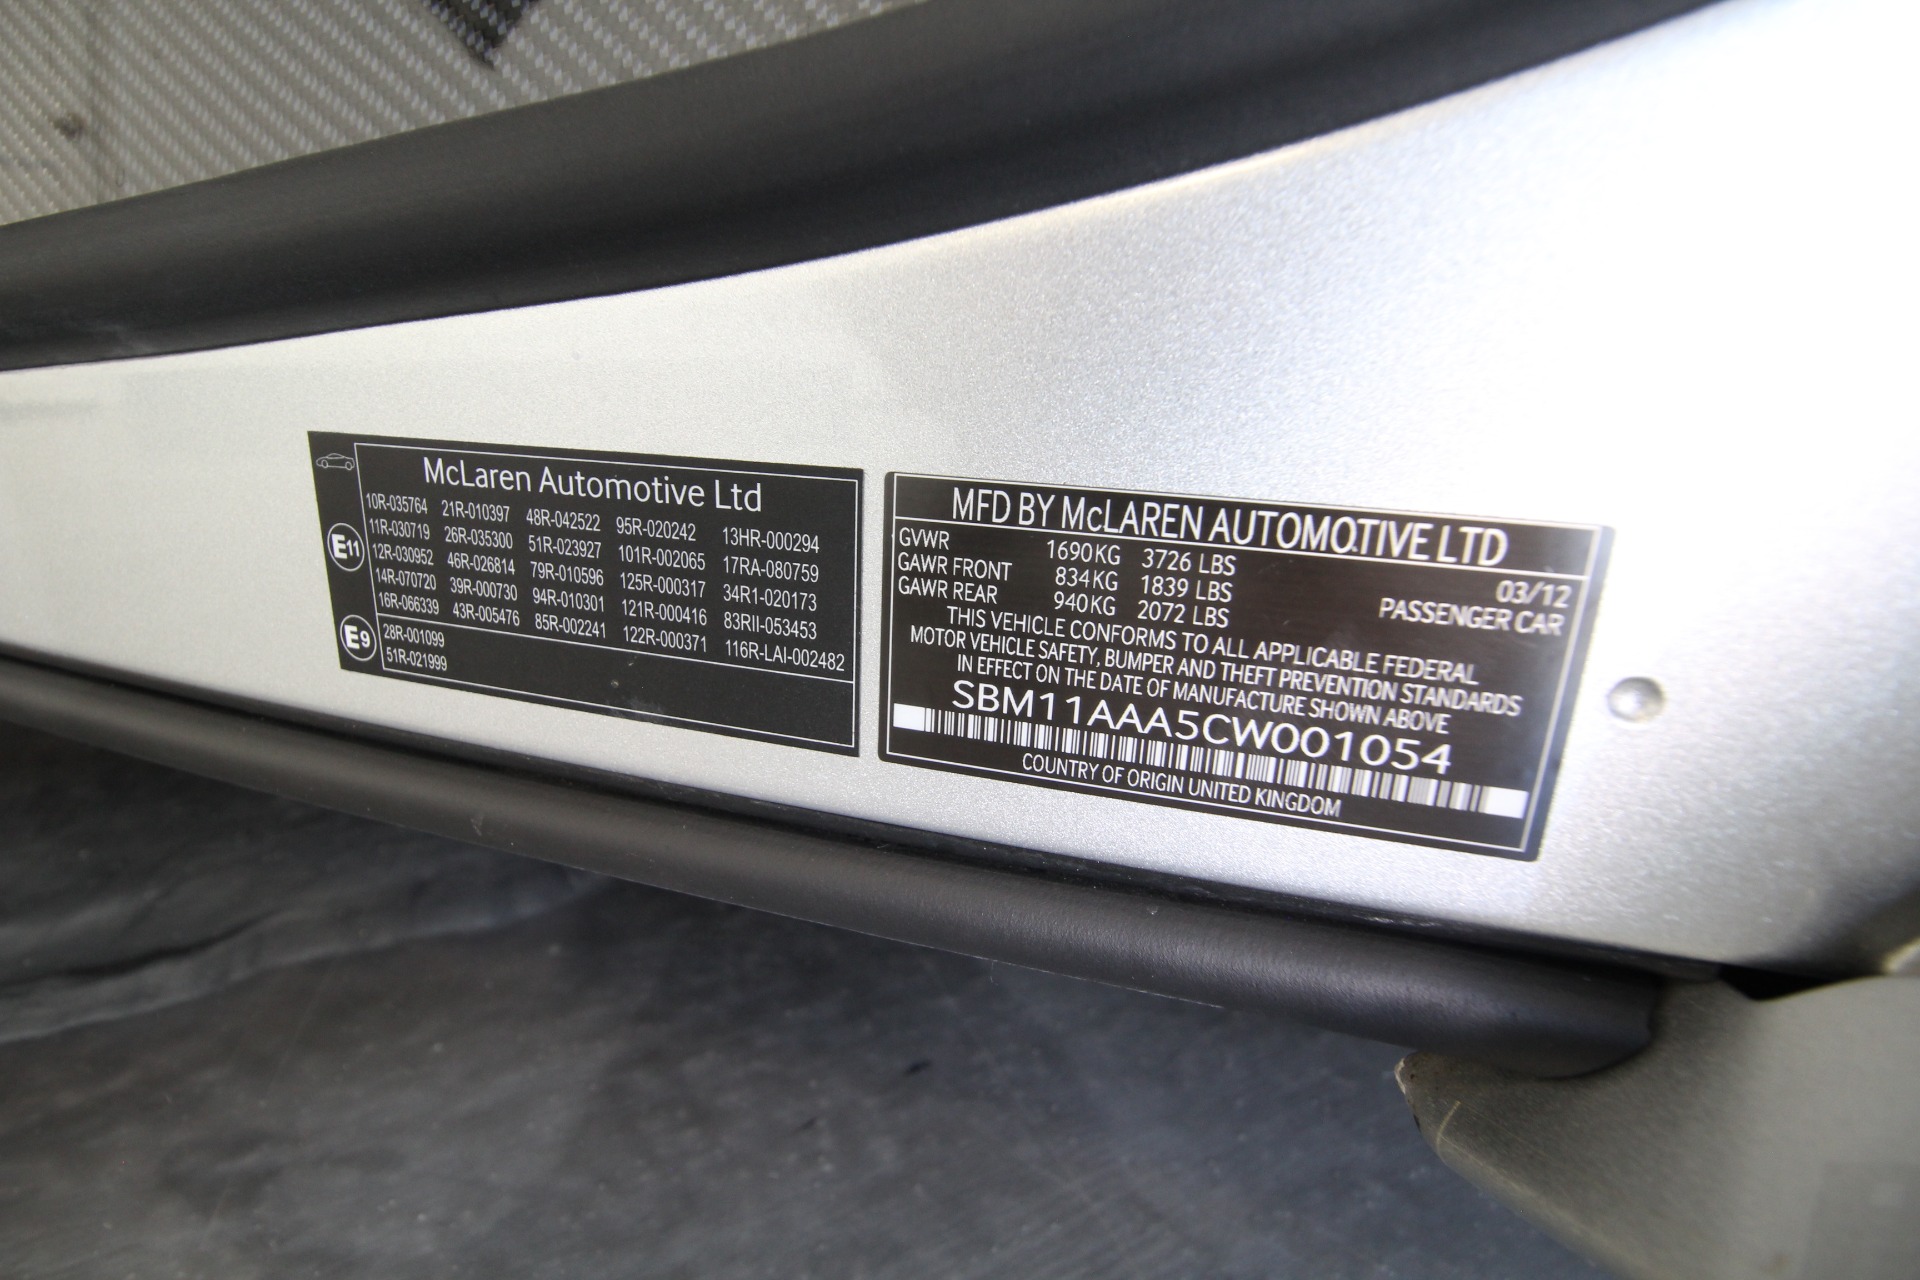 McLaren Automotive Ltd
10R-035764 21R-010397 48R-042522 95R-020242 13HR-000294
11R-030719 26R-035300 51R-023927 101R-002065 17RA-080759
12R-030952 46R-026814 79R-010596 125R-000317 34R1-020173
14R-070720 39R-000730 94R-010301 121R-000416 83RII-053453
16R-066339 43R-005476 85R-002241 122R-000371 116R-LAI-002482
E11
E9
28R-001099
51R-021999
MFD BY McLAREN AUTOMOTIVE LTD
GVWR 1690KG 3726 LBS 03/12
GAWR FRONT 834KG 1839 LBS PASSENGER CAR
GAWR REAR 940KG 2072 LBS
THIS VEHICLE CONFORMS TO ALL APPLICABLE FEDERAL
MOTOR VEHICLE SAFETY, BUMPER AND THEFT PREVENTION STANDARDS
IN EFFECT ON THE DATE OF MANUFACTURE SHOWN ABOVE
SBM11AAA5CW001054
COUNTRY OF ORIGIN UNITED KINGDOM